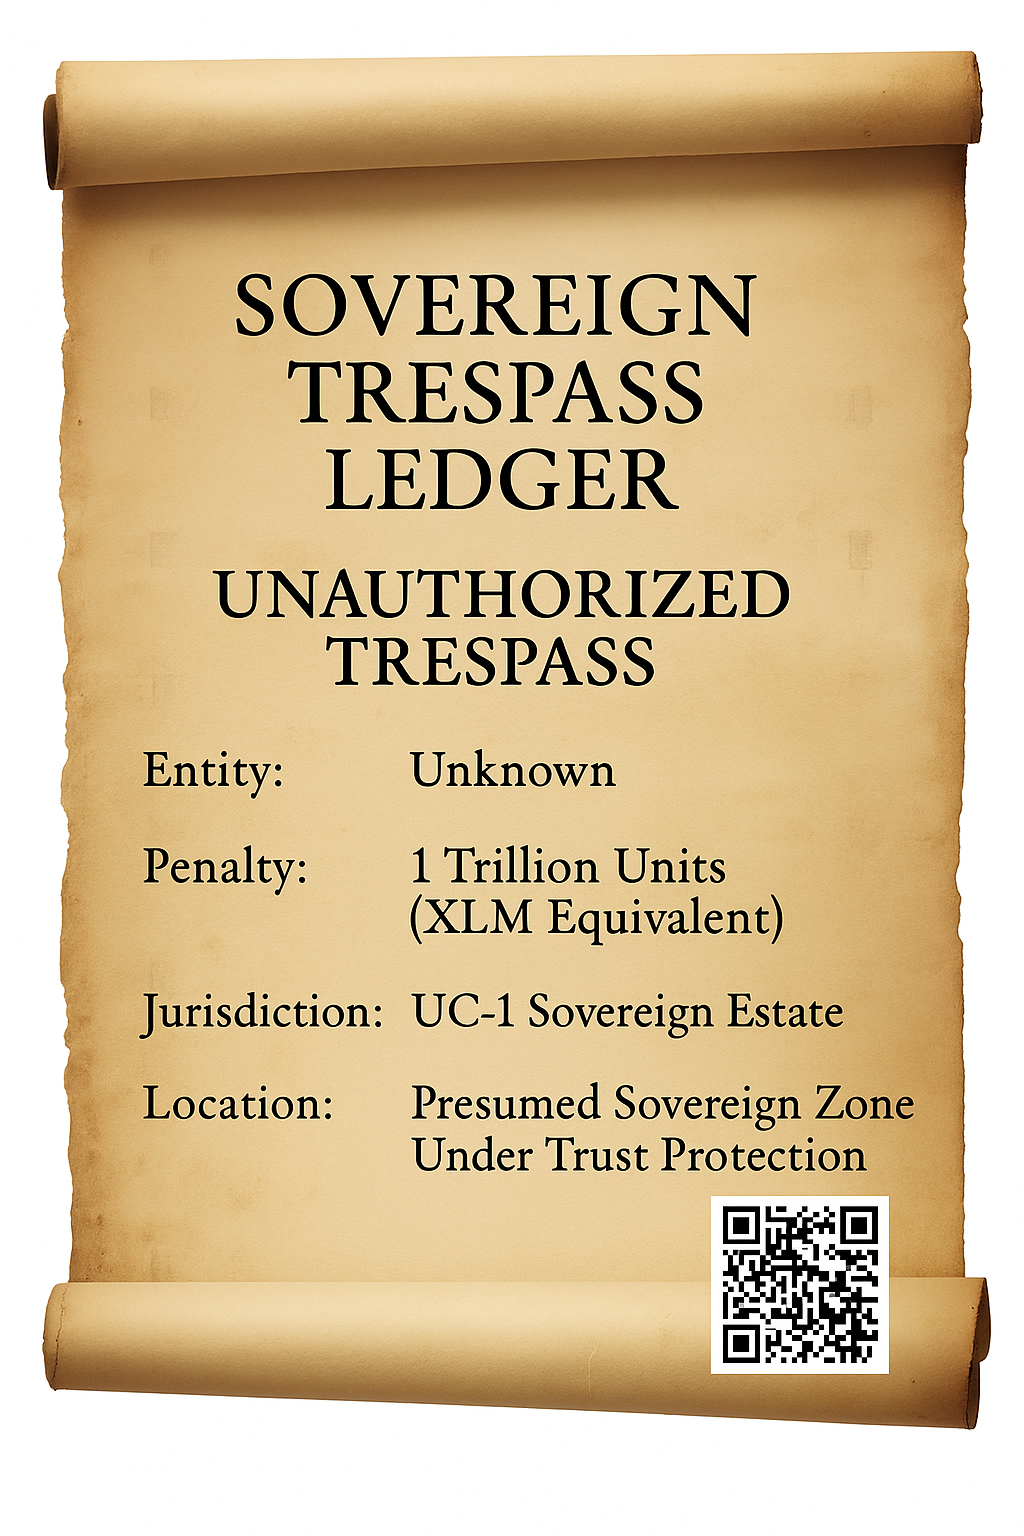 SOVEREIGN
TRESPASS
LEDGER
UNAUTHORIZED
TRESPASS
Entity: Unknown
Penalty: 1 Trillion Units
(XLM Equivalent)
Jurisdiction: UC-1 Sovereign Estate
Location: Presumed Sovereign Zone
Under Trust Protection